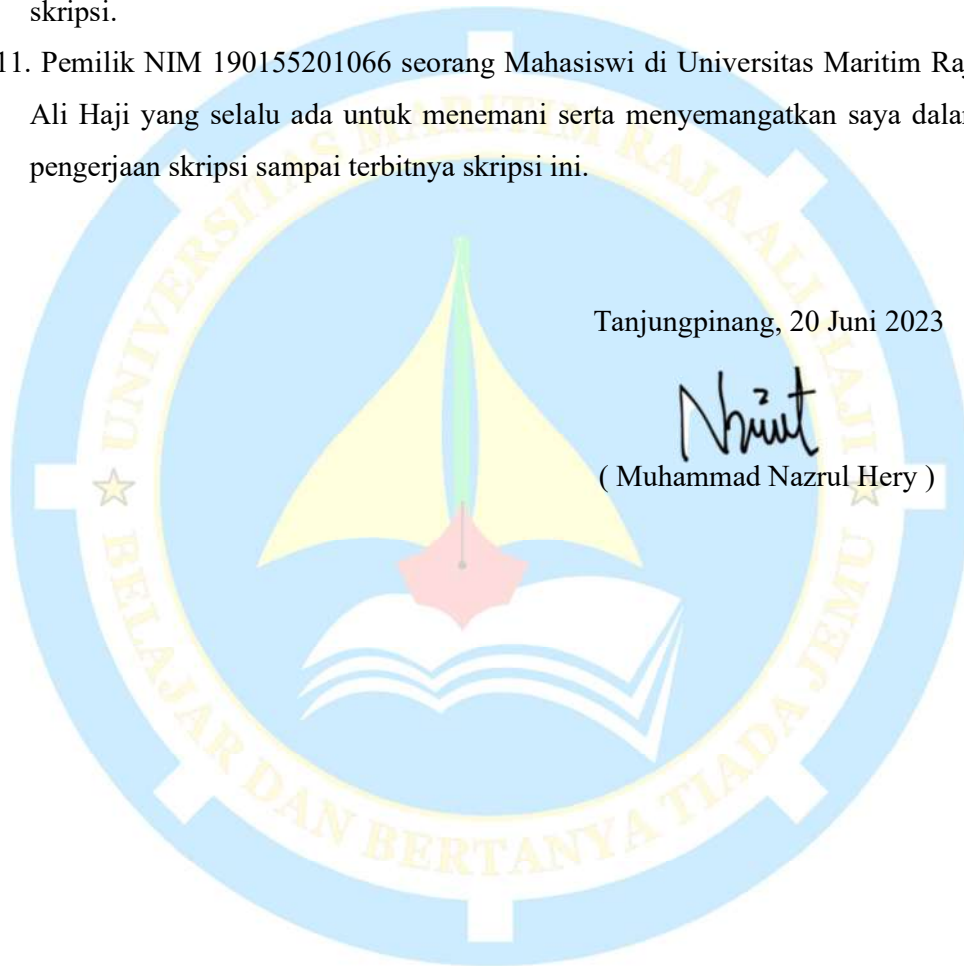 skripsi.
11. Pemilik NIM 190155201066 seorang Mahasiswi di Universitas Maritim Raj
Ali Haji yang selalu ada untuk menemani serta menyemangatkan saya dalam
pengerjaan skripsi sampai terbitnya skripsi ini.
Tanjungpinang, 20 Juni 2023
( Muhammad Nazrul Hery )
UNIVERSITAS MARITIM RAJA ALI HAJI
BELAJAR DAN BERTANYA TIADA JEMU